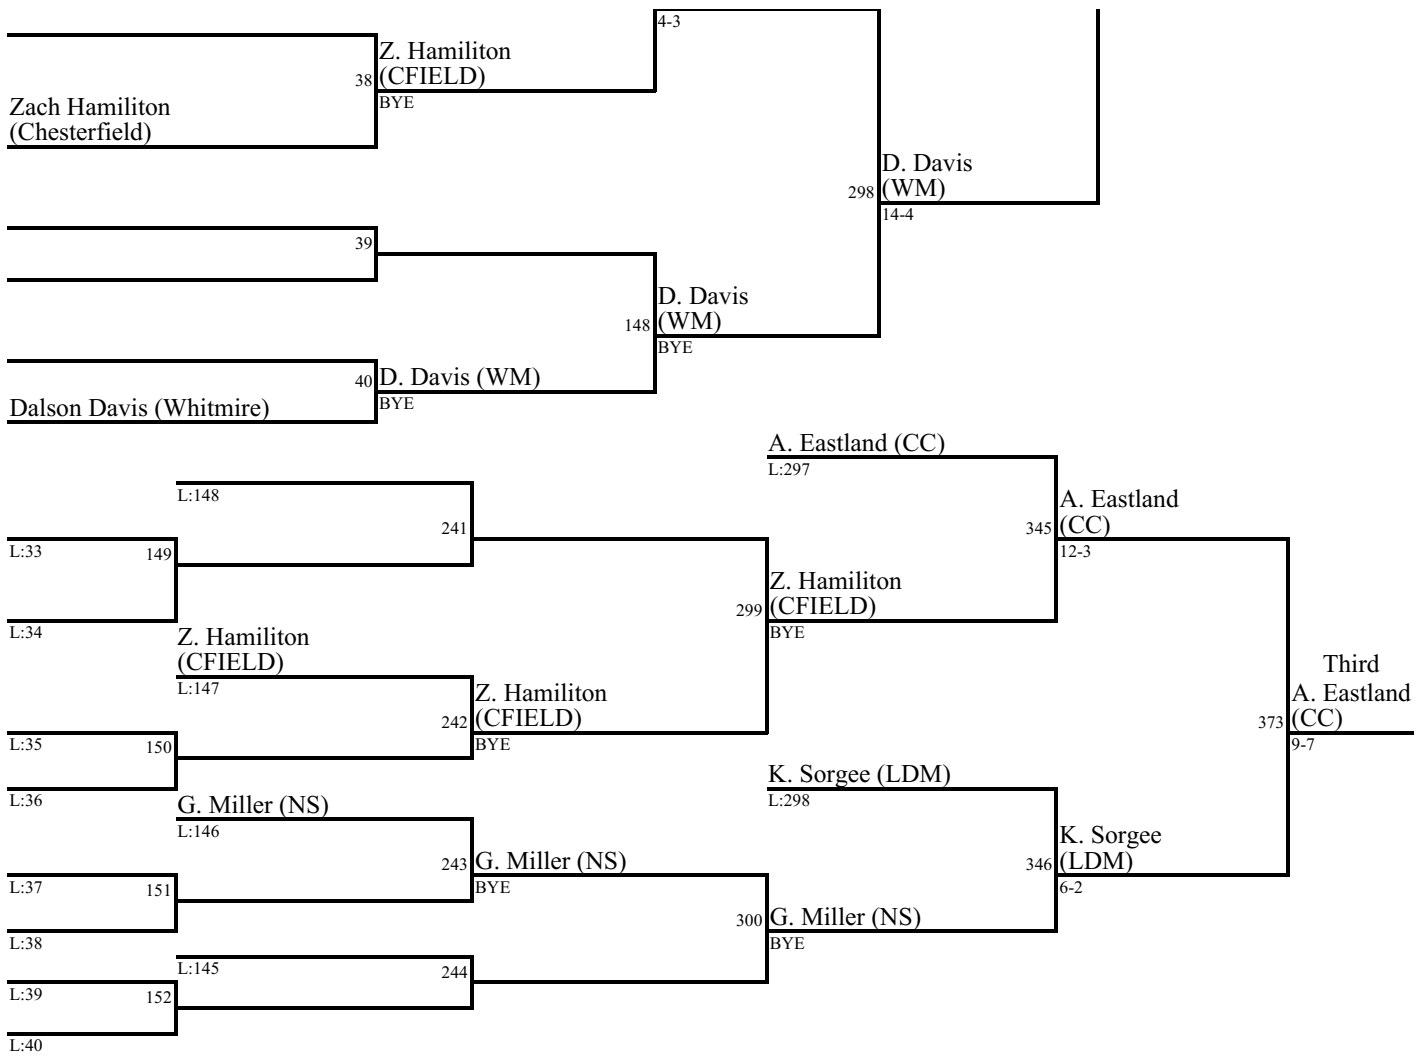 4-3
Z. Hamiliton
(CFIELD)
38
BYE
Zach Hamiliton
(Chesterfield)
D. Davis
(WM)
298
14-4
39
D. Davis
(WM)
148
BYE
40
D. Davis (WM)
BYE
Dalson Davis (Whitmire)
A. Eastland (CC)
L:297
L:148
A. Eastland
(CC)
241
345
12-3
L:33
149
Z. Hamiliton
(CFIELD)
299
BYE
L:34
Z. Hamiliton
(CFIELD)
L:147
Third
A. Eastland
(CC)
Z. Hamiliton
(CFIELD)
242
BYE
373
9-7
L:35
150
K. Sorgee (LDM)
L:298
L:36
G. Miller (NS)
L:146
K. Sorgee
(LDM)
243
G. Miller (NS)
BYE
346
6-2
L:37
151
300
G. Miller (NS)
BYE
L:38
L:145
244
L:39
152
L:40